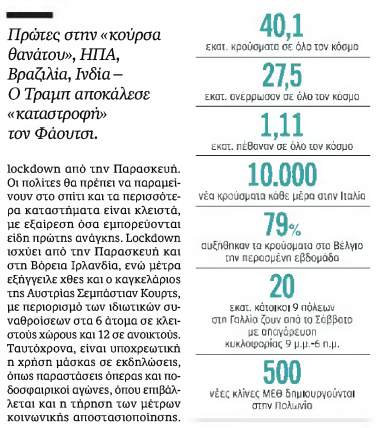 Πρώτες στην «κούρσα
θανάτου», ΗΠΑ,
Βραζιλία, Ινδία –
Ο Τραμπ αποκάλεσε
«καταστροφή»
τον Φάουτσι.
lockdown από την Παρασκευή.
Οι πολίτες θα πρέπει να παραμεί-
νουν στο σπίτι και τα περισσότε-
ρα καταστήματα είναι κλειστά,
με εξαίρεση όσα εμπορεύονται
είδη πρώτης ανάγκης. Lockdown
ισχύει από την Παρασκευή και
στη Βόρεια Ιρλανδία, ενώ μέτρα
εξήγγειλε χθες και ο καγκελάριος
της Αυστρίας Σεμπάστιαν Κουρτς,
με περιορισμό των ιδιωτικών συ-
ναθροίσεων στα 6 άτομα σε κλει-
στούς χώρους και 12 σε ανοικτούς.
Ταυτόχρονα, είναι υποχρεωτική
η χρήση μάσκας σε εκδηλώσεις,
όπως παραστάσεις όπερας και πο-
δοσφαιρικοί αγώνες, όπου επιβάλ-
λεται και η τήρηση των μέτρων
κοινωνικής αποστασιοποίησης.
40,1
εκατ. κρούσματα σε όλο τον κόσμο
27,5
εκατ. ανέρρωσαν σε όλο τον κόσμο
1,11
εκατ. πέθαναν σε όλο τον κόσμο
10.000
νέα κρούσματα κάθε μέρα στην Ιταλία
79%
αυξήθηκαν τα κρούσματα στο Βέλγιο
την περασμένη εβδομάδα
20
εκατ. κάτοικοι 9 πόλεων
στη Γαλλία ζουν από το Σάββατο
με απαγόρευση
κυκλοφορίας 9 μ.μ.-6 π.μ.
500
νέες κλίνες ΜΕΘ δημιουργούνται
στην Πολωνία